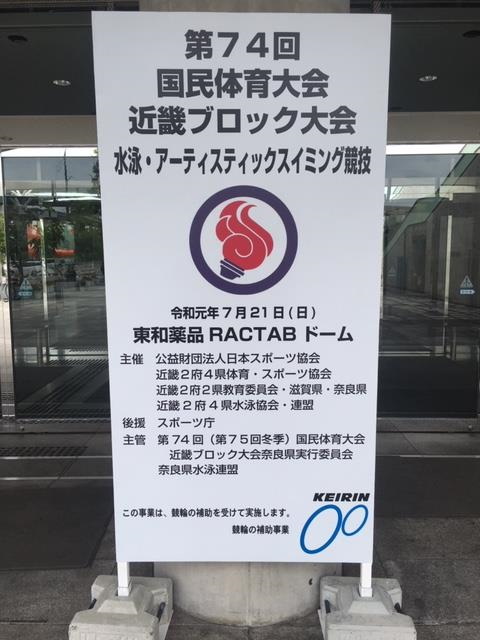 第74回
国民体育大会
近畿ブロック大会
水泳・アーティスティックスイミング競技
令和元年7月21日(日)
東和薬品 RACTAB ドーム
主催 公益財団法人日本スポーツ協会
近畿2府4県体育・スポーツ協会
近畿2府2県教育委員会・滋賀県・奈良県
近畿2府4県水泳協会・連盟
後援 スポーツ庁
主管 第74回(第75回冬季)国民体育大会
近畿ブロック大会奈良県実行委員会
奈良県水泳連盟
KEIRIN
この事業は、競輪の補助を受けて実施します。
競輪の補助事業